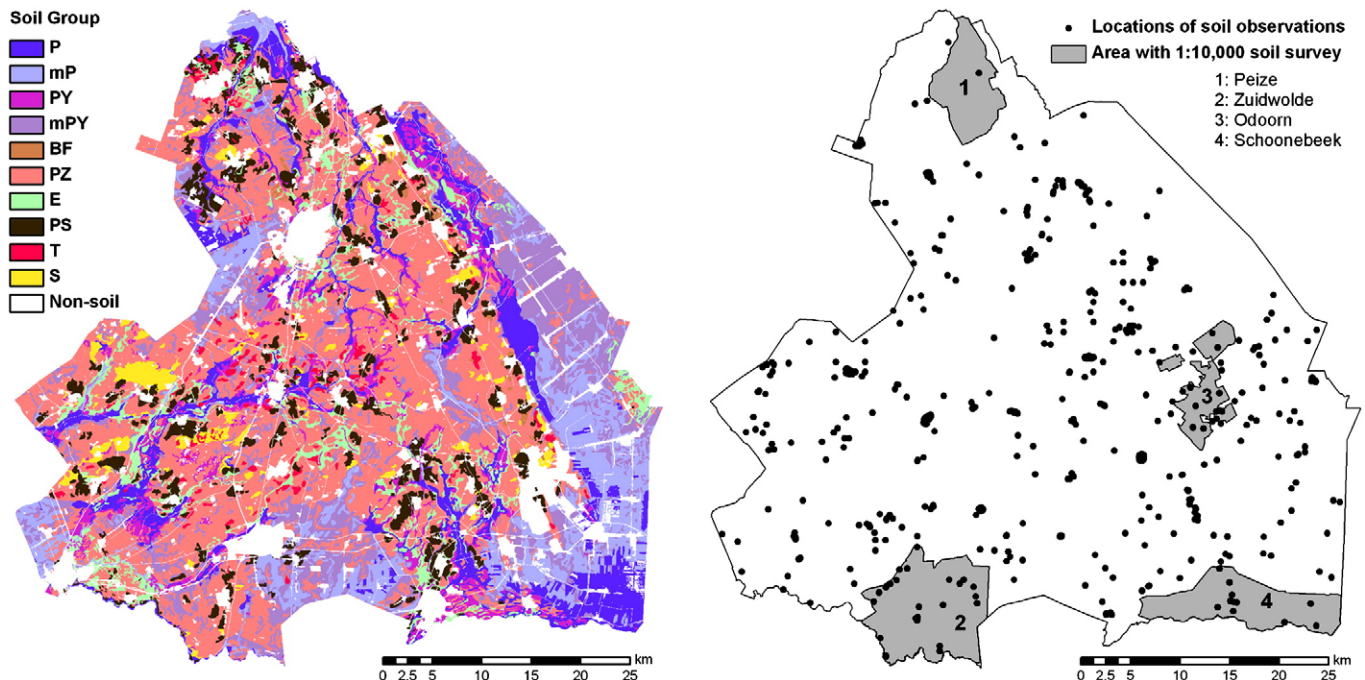 Soil Group
P
mP
PY
mPY
BF
PZ
E
PS
T
S
Non-soil
km
0 2.5 5 10 15 20 25
Locations of soil observations
Area with 1:10,000 soil survey
1: Peize
2: Zuidwolde
3: Odoorn
4: Schoonebeek
1
3
2
4
km
0 2.5 5 10 15 20 25